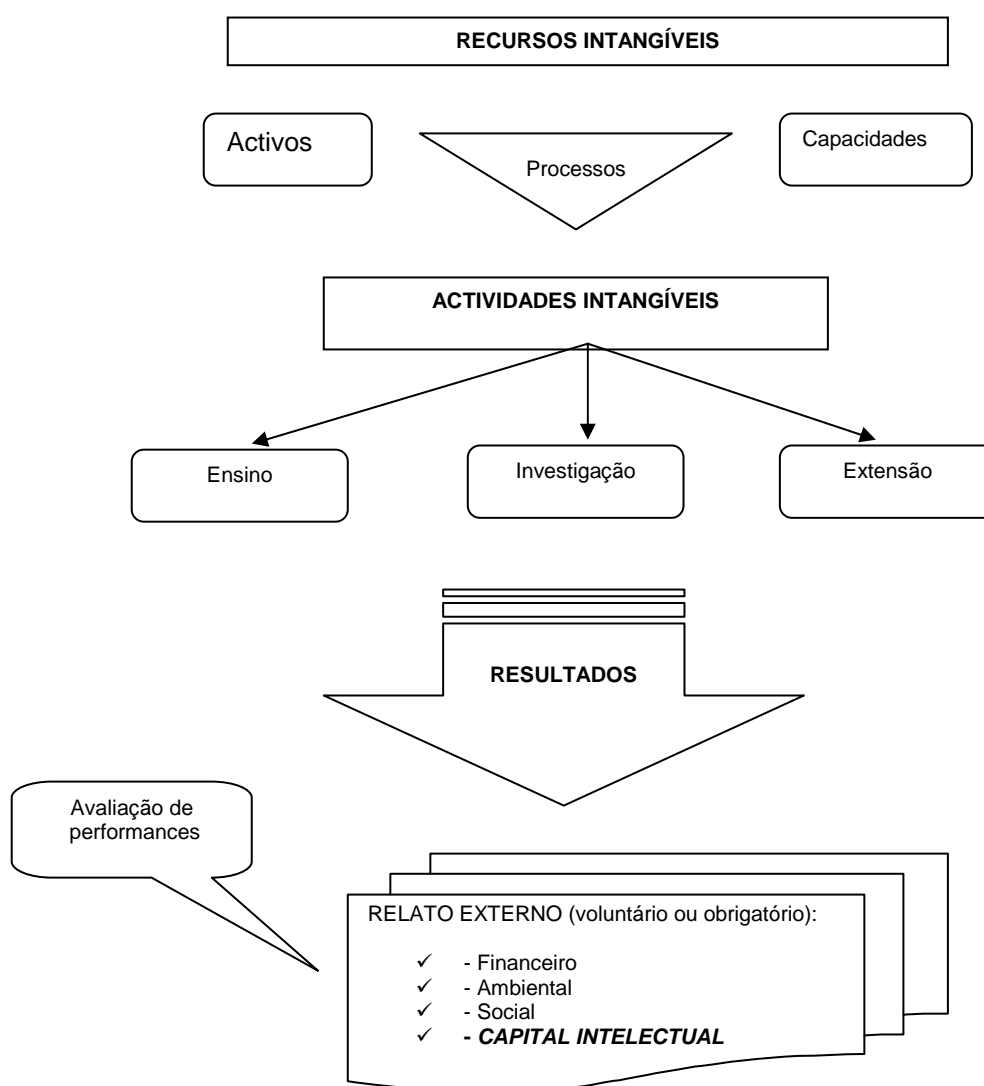 RECURSOS INTANGÍVEIS
Activos
Processos
Capacidades
ACTIVIDADES INTANGÍVEIS
Ensino
Investigação
Extensão
RESULTADOS
Avaliação de
performances
RELATO EXTERNO (voluntário ou obrigatório):
✓ - Financeiro
✓ - Ambiental
✓ - Social
✓ - CAPITAL INTELECTUAL